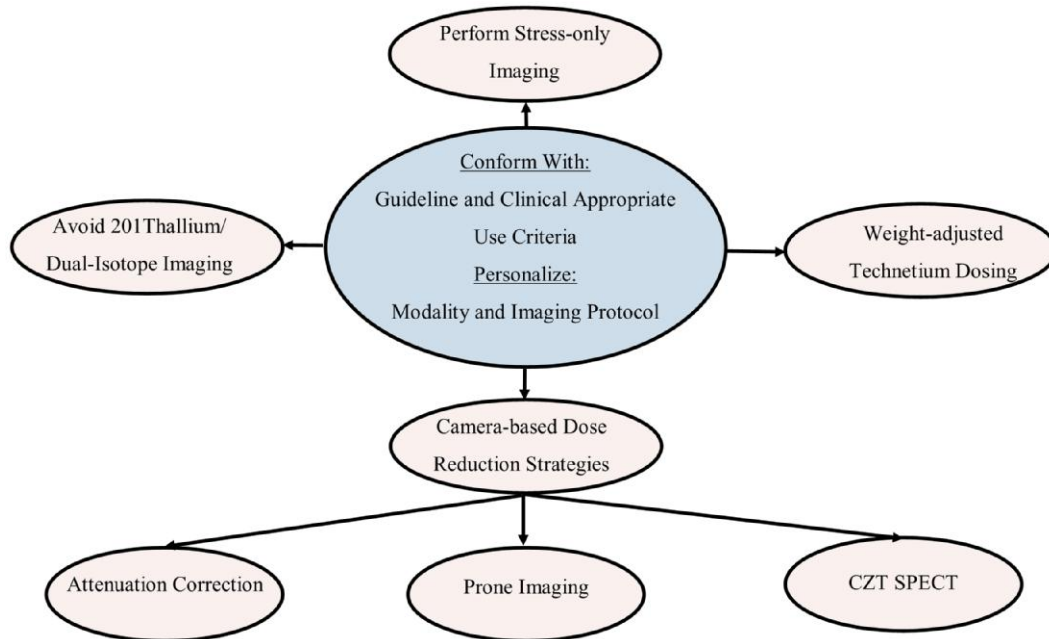 Perform Stress-only
Imaging
Conform With:
Guideline and Clinical Appropriate
Use Criteria
Personalize:
Modality and Imaging Protocol
Avoid 201Thallium/
Dual-Isotope Imaging
Weight-adjusted
Technetium Dosing
Camera-based Dose
Reduction Strategies
Attenuation Correction
Prone Imaging
CZT SPECT